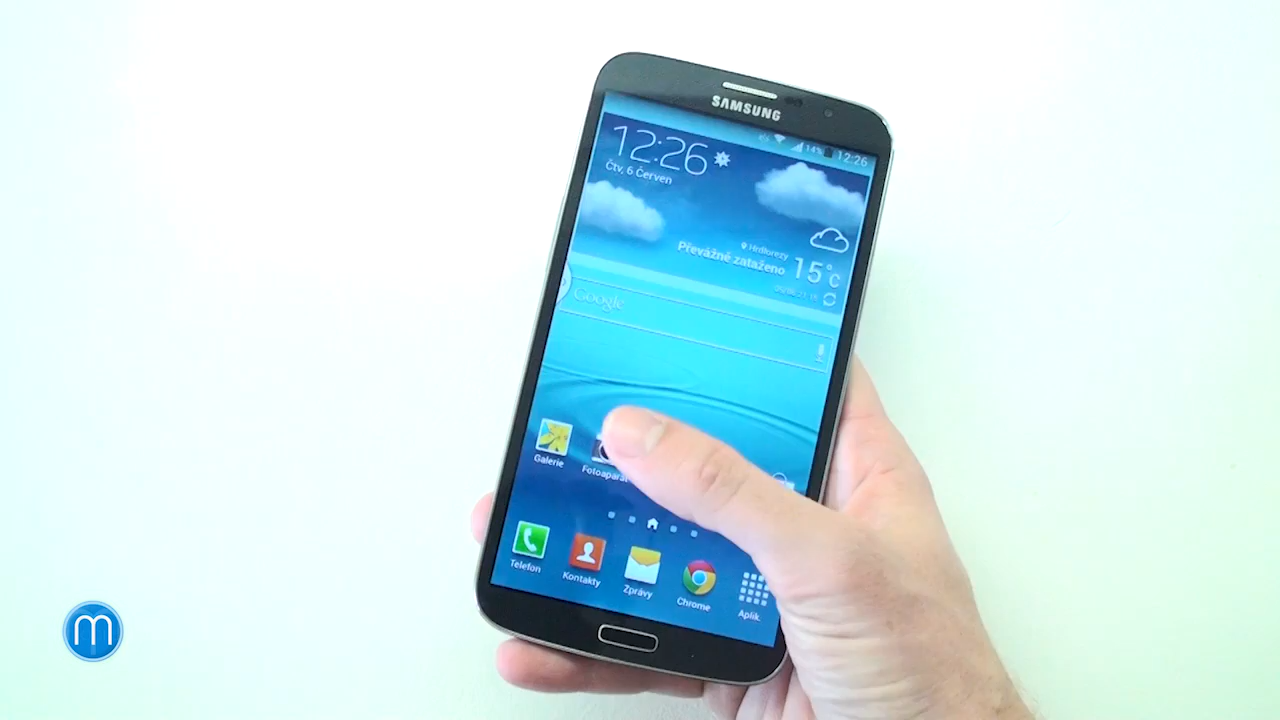 SAMSUNG
14% 12:26
12:26
Čtv, 6 Červen
Hrdlořezy
Převážně zataženo
15°c
Google
Galerie
Fotoaparát
Telefon
Kontakty
Zprávy
Chrome
Aplik.
m